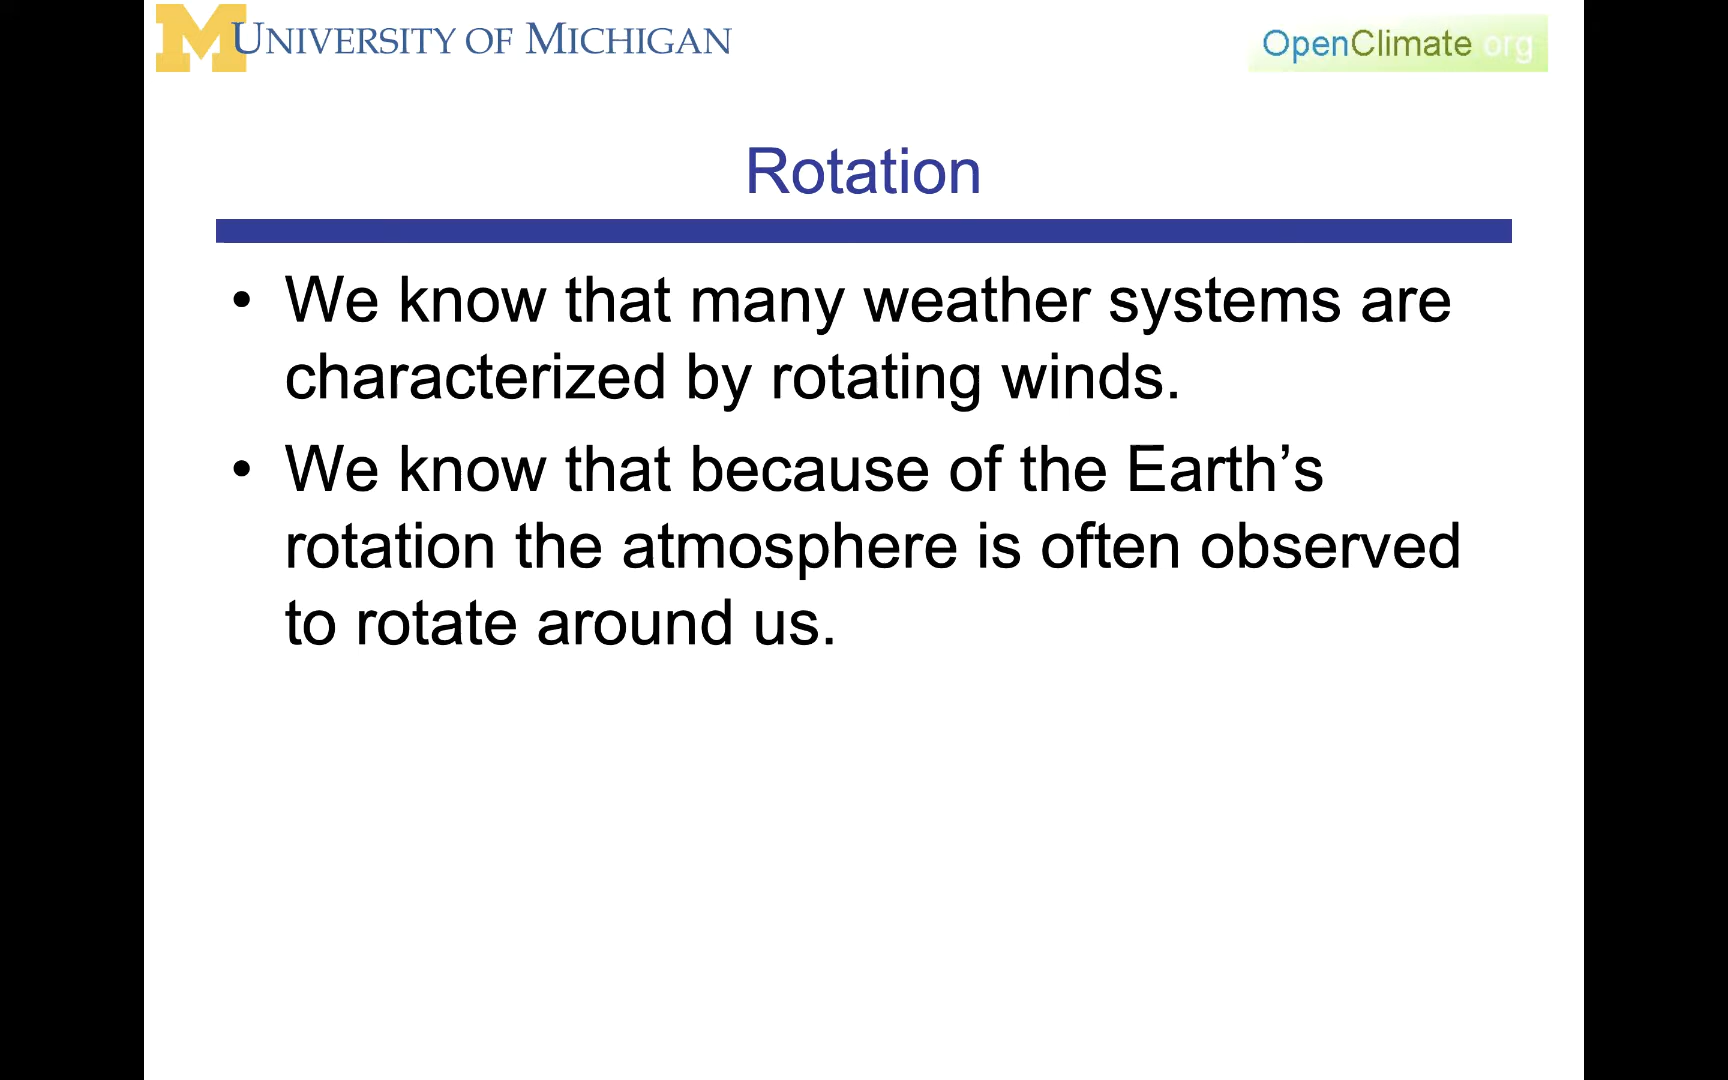 UNIVERSITY OF MICHIGAN
OpenClimate org
Rotation
• We know that many weather systems are
characterized by rotating winds.
• We know that because of the Earth’s
rotation the atmosphere is often observed
to rotate around us.